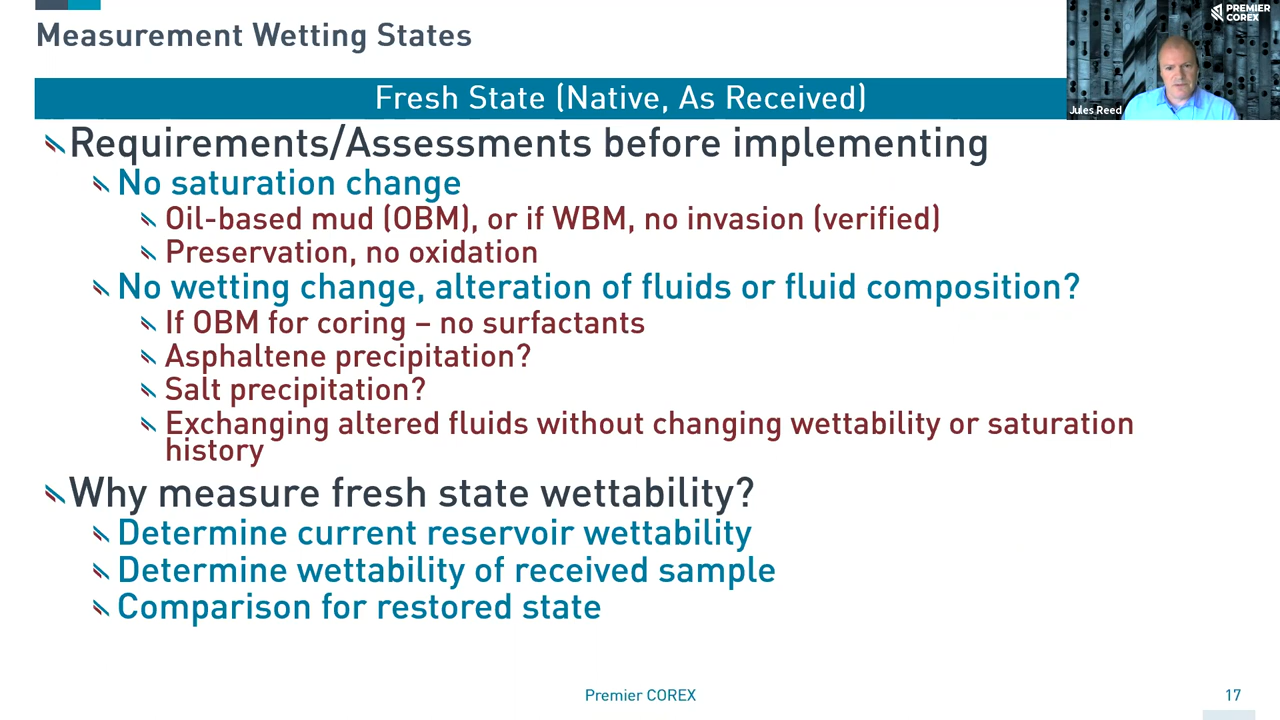 Measurement Wetting States
PREMIER
COREX
Jules Reed
Fresh State (Native, As Received)
Requirements/Assessments before implementing
No saturation change
Oil-based mud (OBM), or if WBM, no invasion (verified)
Preservation, no oxidation
No wetting change, alteration of fluids or fluid composition?
If OBM for coring – no surfactants
Asphaltene precipitation?
Salt precipitation?
Exchanging altered fluids without changing wettability or saturation
history
Why measure fresh state wettability?
Determine current reservoir wettability
Determine wettability of received sample
Comparison for restored state
Premier COREX
17